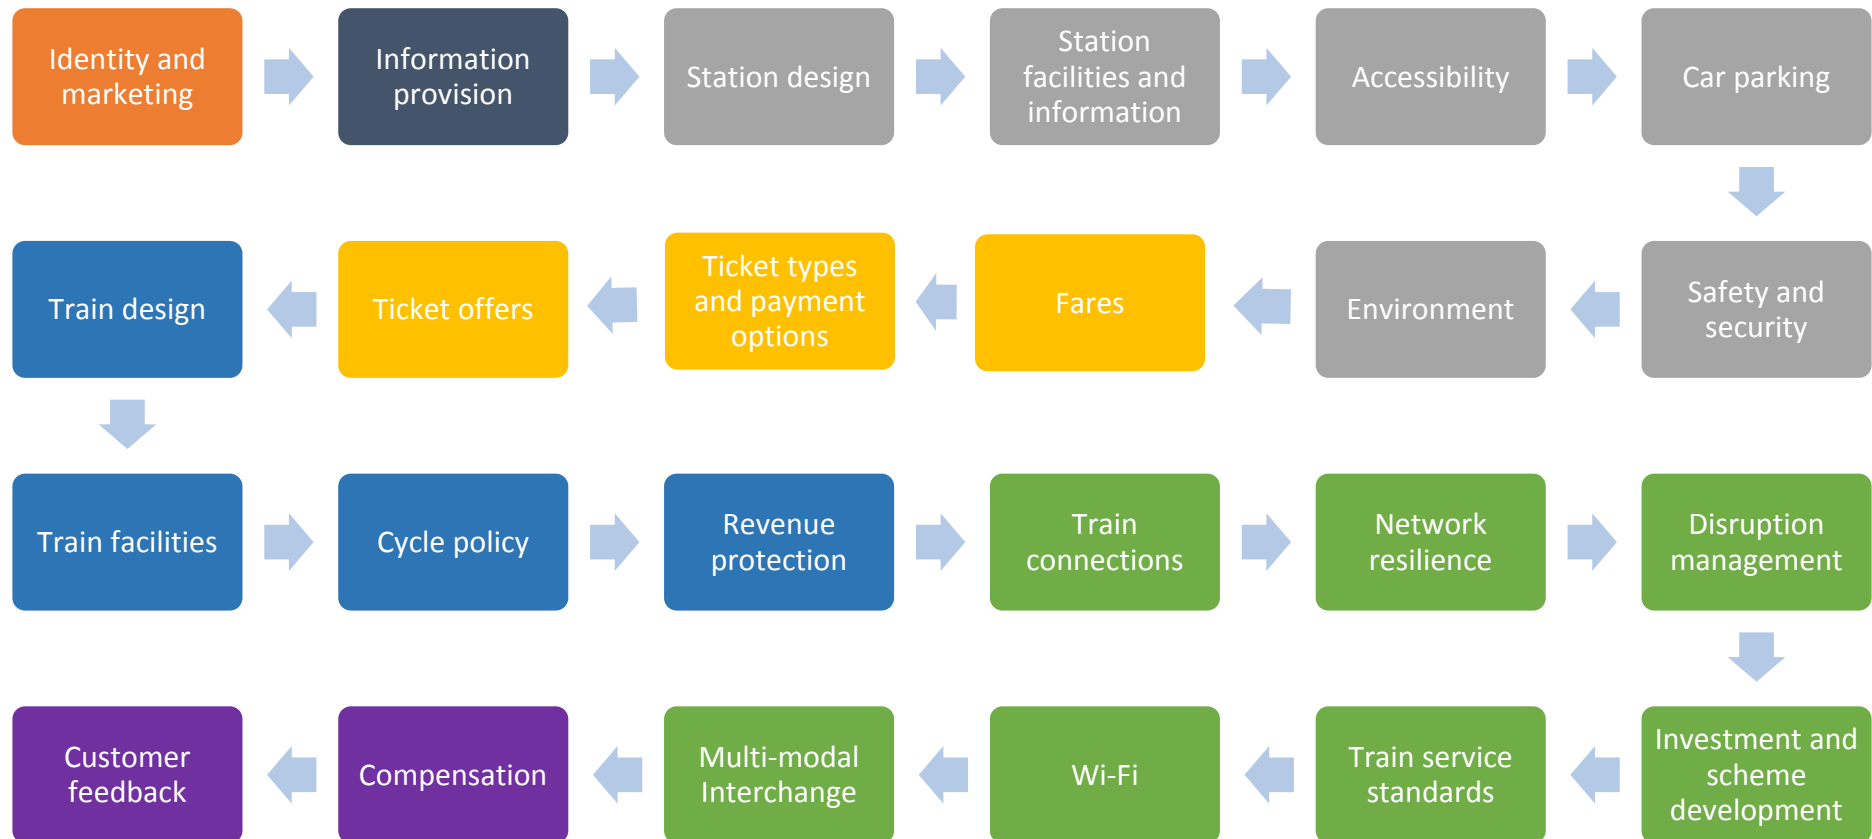 Identity and
marketing
Information
provision
Station design
Station
facilities and
information
Accessibility
Car parking
Safety and
security
Environment
Fares
Ticket types
and payment
options
Ticket offers
Train design
Train facilities
Cycle policy
Revenue
protection
Train
connections
Network
resilience
Disruption
management
Investment and
scheme
development
Train service
standards
Wi-Fi
Multi-modal
Interchange
Compensation
Customer
feedback